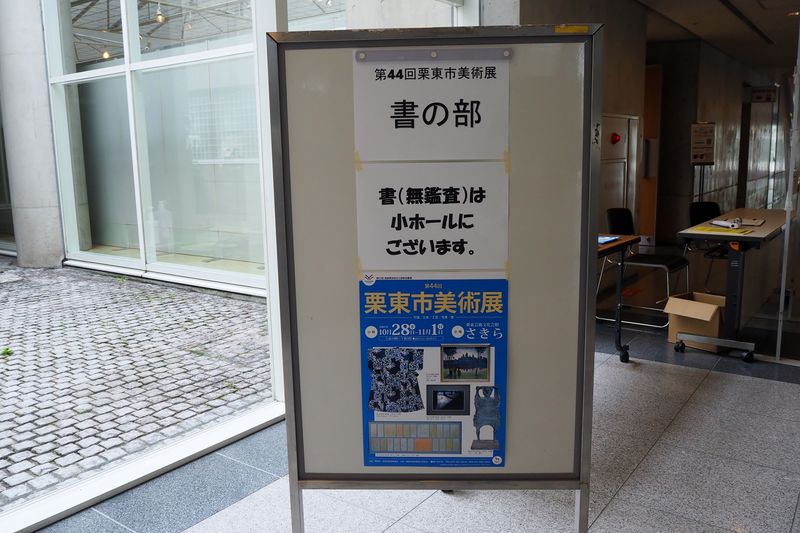 第44回栗東市美術展
書の部
書(無鑑査)は
小ホールに
ございます。
第44回
栗東市美術展
10月28日-11月1日
さきら